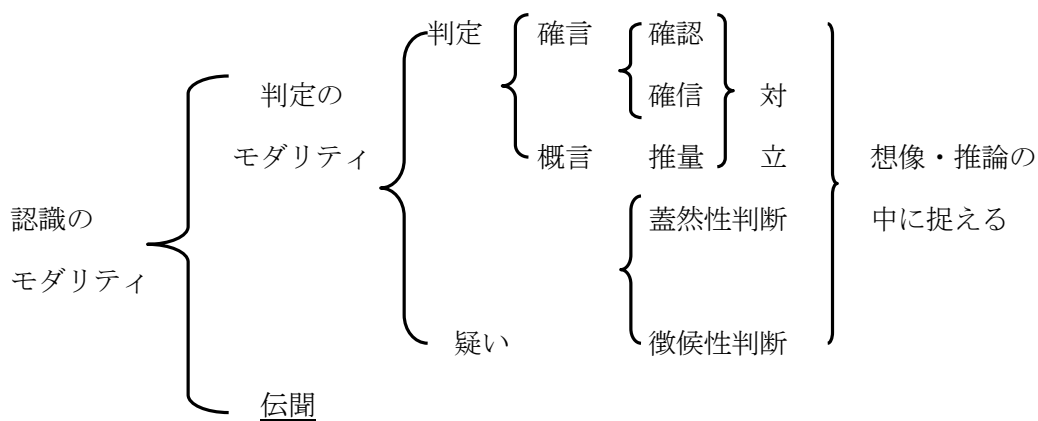 判定 確言 確認
判定の 確信 対
モダリティ 概言 推量 立 想像・推論の
認識の 蓋然性判断 中に捉える
モダリティ
疑い 徴候性判断
伝聞